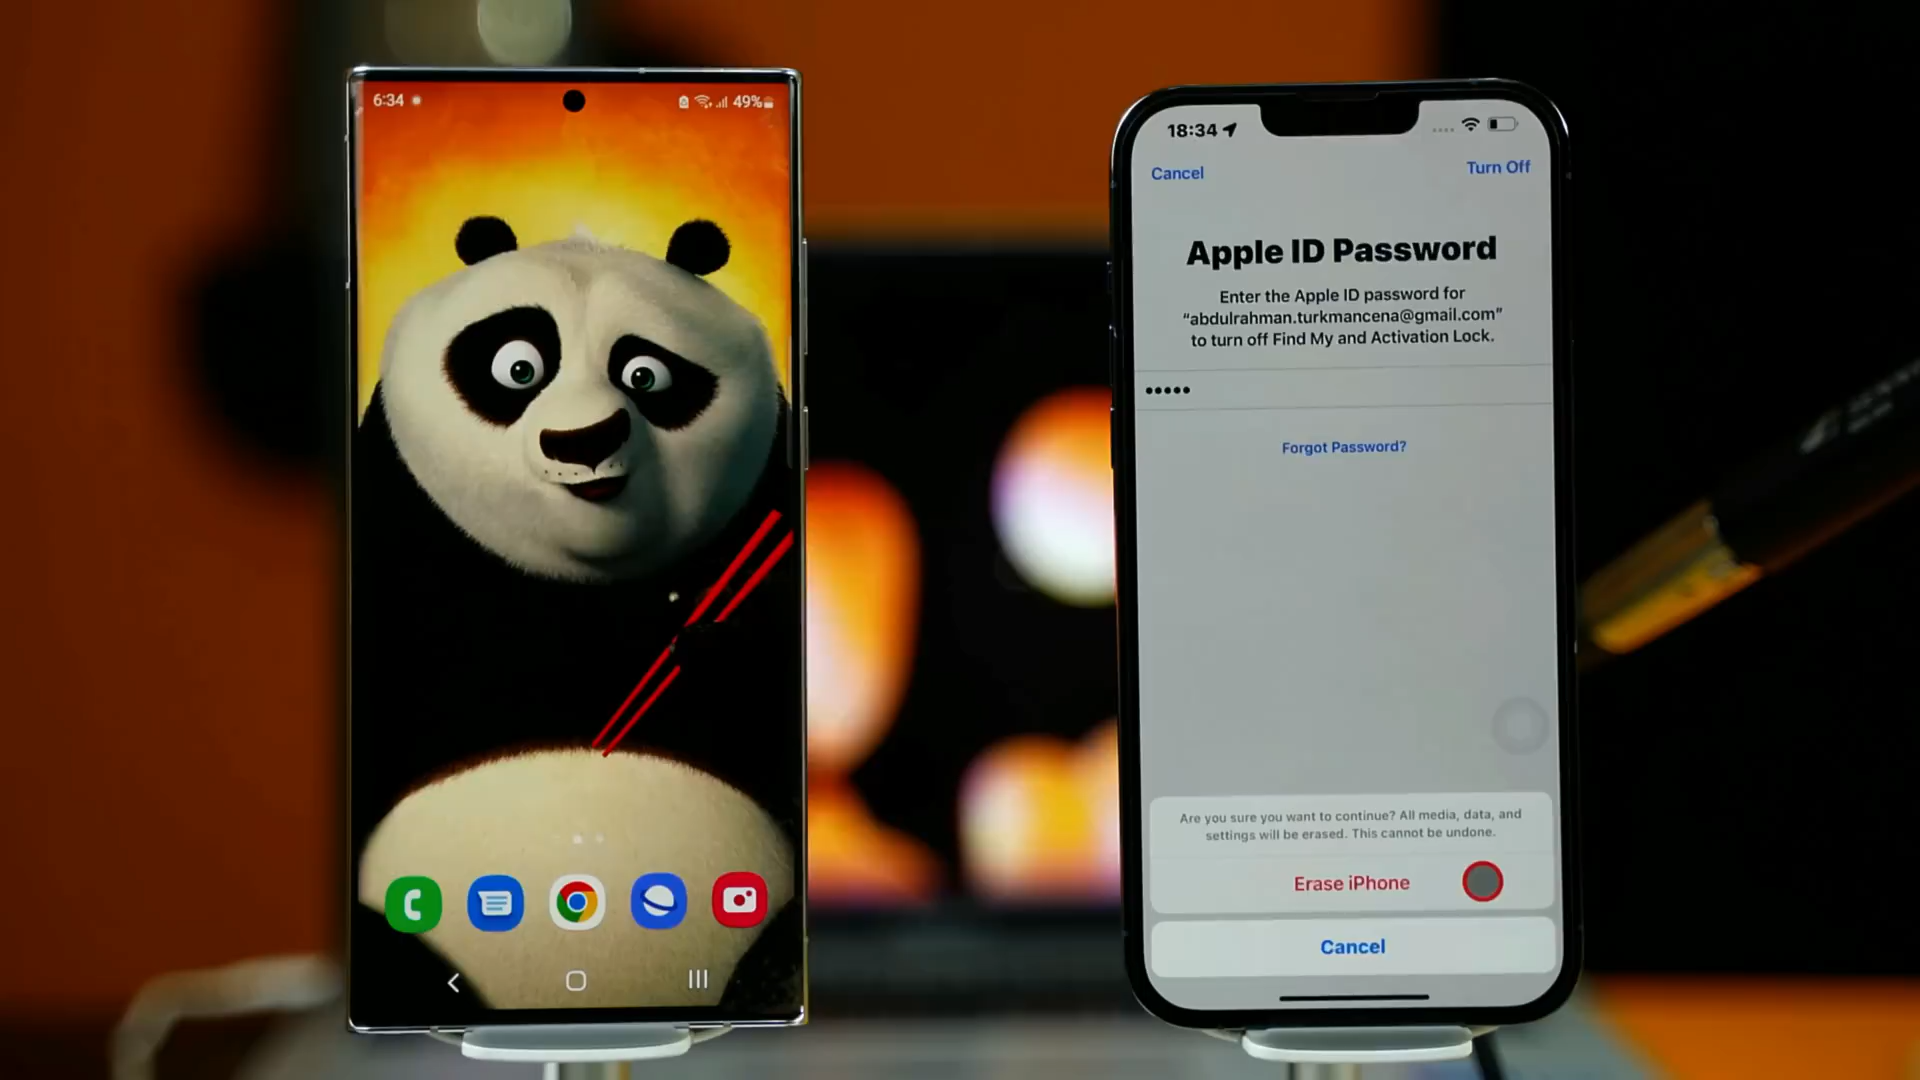 6:34
49%
18:34
Cancel
Turn Off
Apple ID Password
Enter the Apple ID password for
“abdulrahman.turkmancena@gmail.com”
to turn off Find My and Activation Lock.
Forgot Password?
Are you sure you want to continue? All media, data, and
settings will be erased. This cannot be undone.
Erase iPhone
Cancel